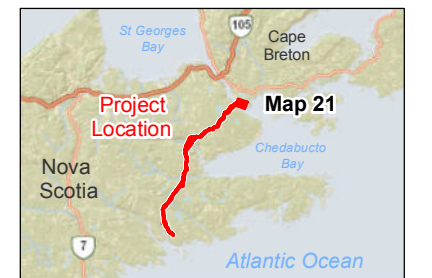 St Georges
Bay
105
Cape
Breton
Project
Location
Map 21
Chedabucto
Bay
Nova
Scotia
7
Atlantic Ocean